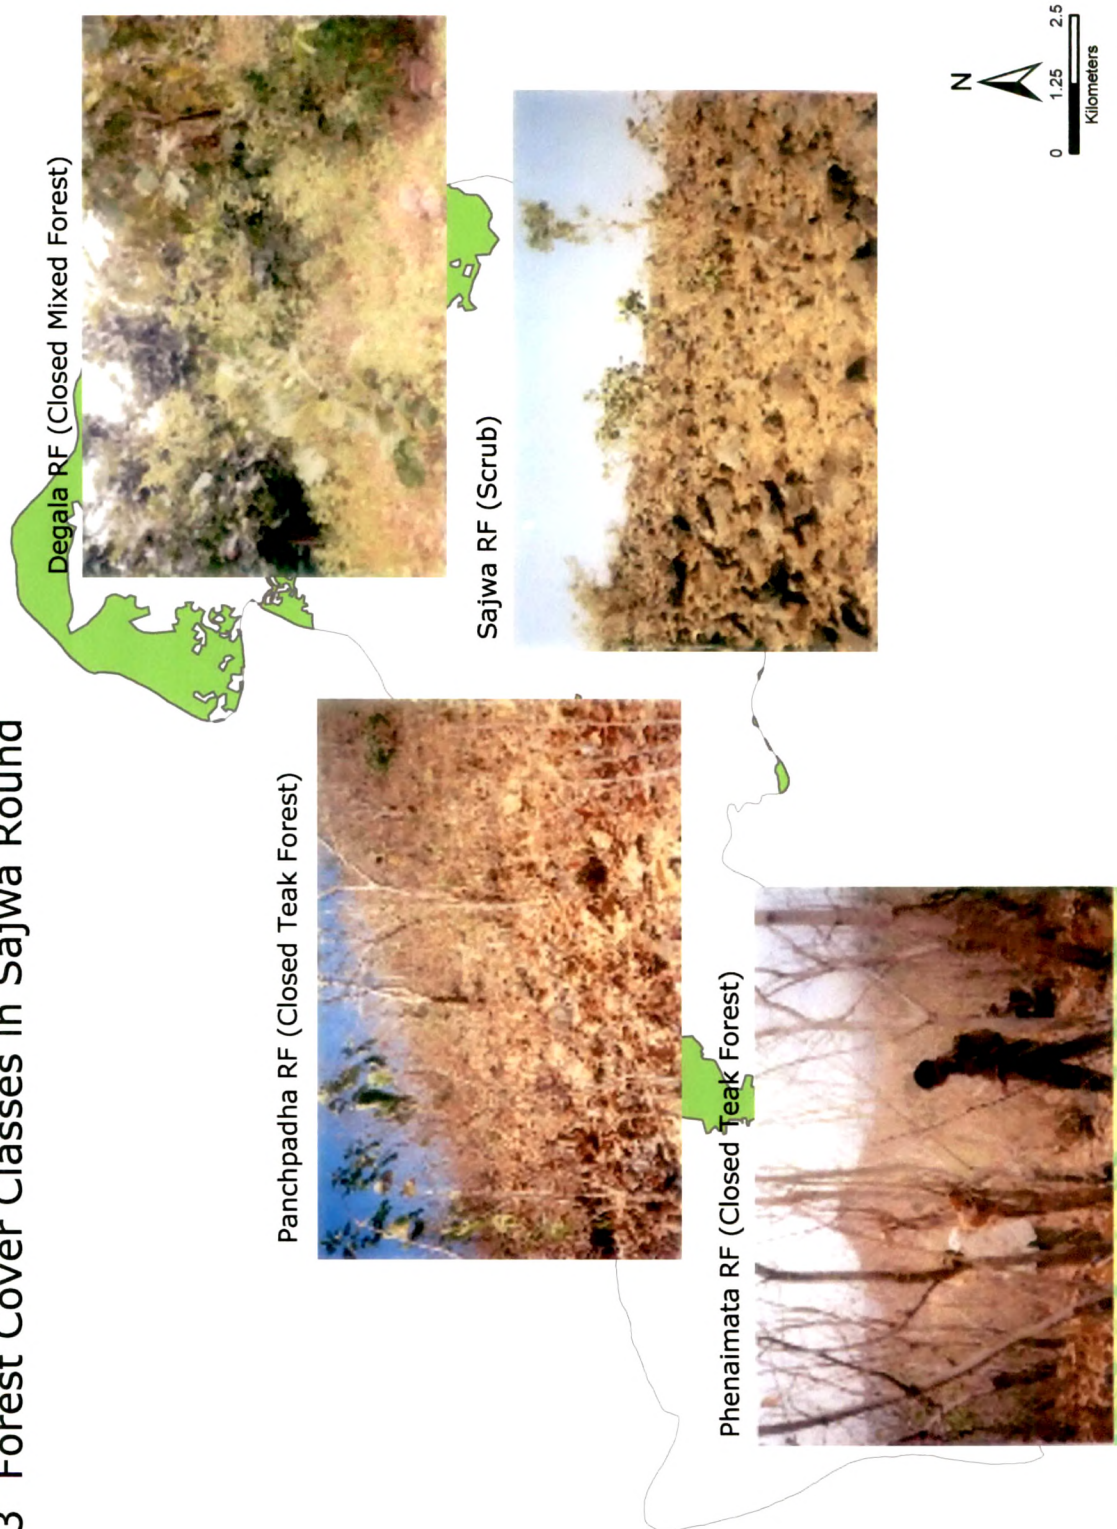 3 Forest Cover Classes in Sajwa Round
Degala RF (Closed Mixed Forest)
Panchpadha RF (Closed Teak Forest)
Sajwa RF (Scrub)
Phenaimata RF (Closed Teak Forest)
N
0 1.25 2.5
Kilometers